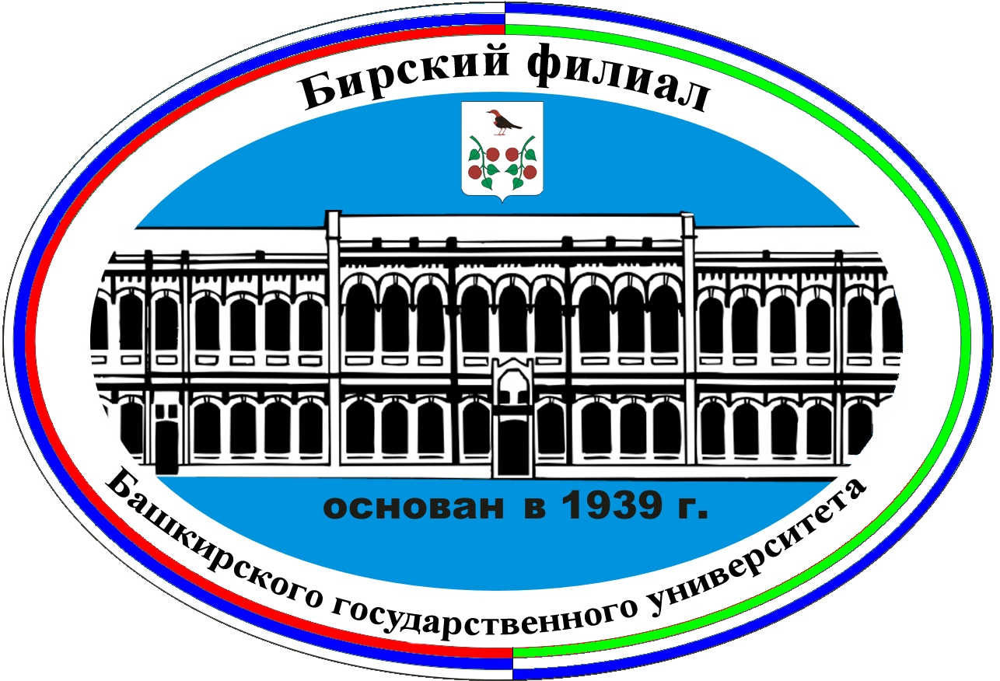 Бирский филиал
основан в 1939 г.
Башкирского государственного университета